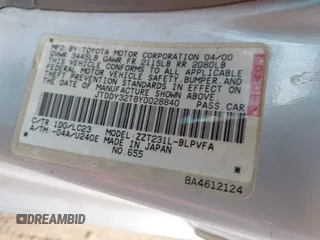 MFD BY TOYOTA MOTOR CORPORATION 04/00
GVWR 3445LB GAWR FR 2115LB RR 2080LB
THIS VEHICLE CONFORMS TO ALL APPLICABLE
FEDERAL MOTOR VEHICLE SAFETY, BUMPER, AND
THEFT PREVENTION STANDARDS IN EFFECT ON
THE DATE OF MANUFACTURE SHOWN ABOVE.
JTDDY32T8Y0028840 PASS. CAR
C/TR 1D0/LC23 MODEL ZZT231L-BLPVFA
A/TM -04A/U240E MADE IN JAPAN
NO.655
BA4612124
BIDHISTORY